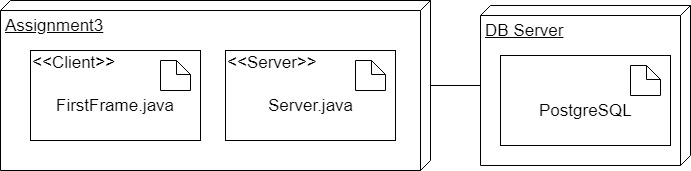 Assignment3
<<Client>>
FirstFrame.java
<<Server>>
Server.java
DB Server
PostgreSQL